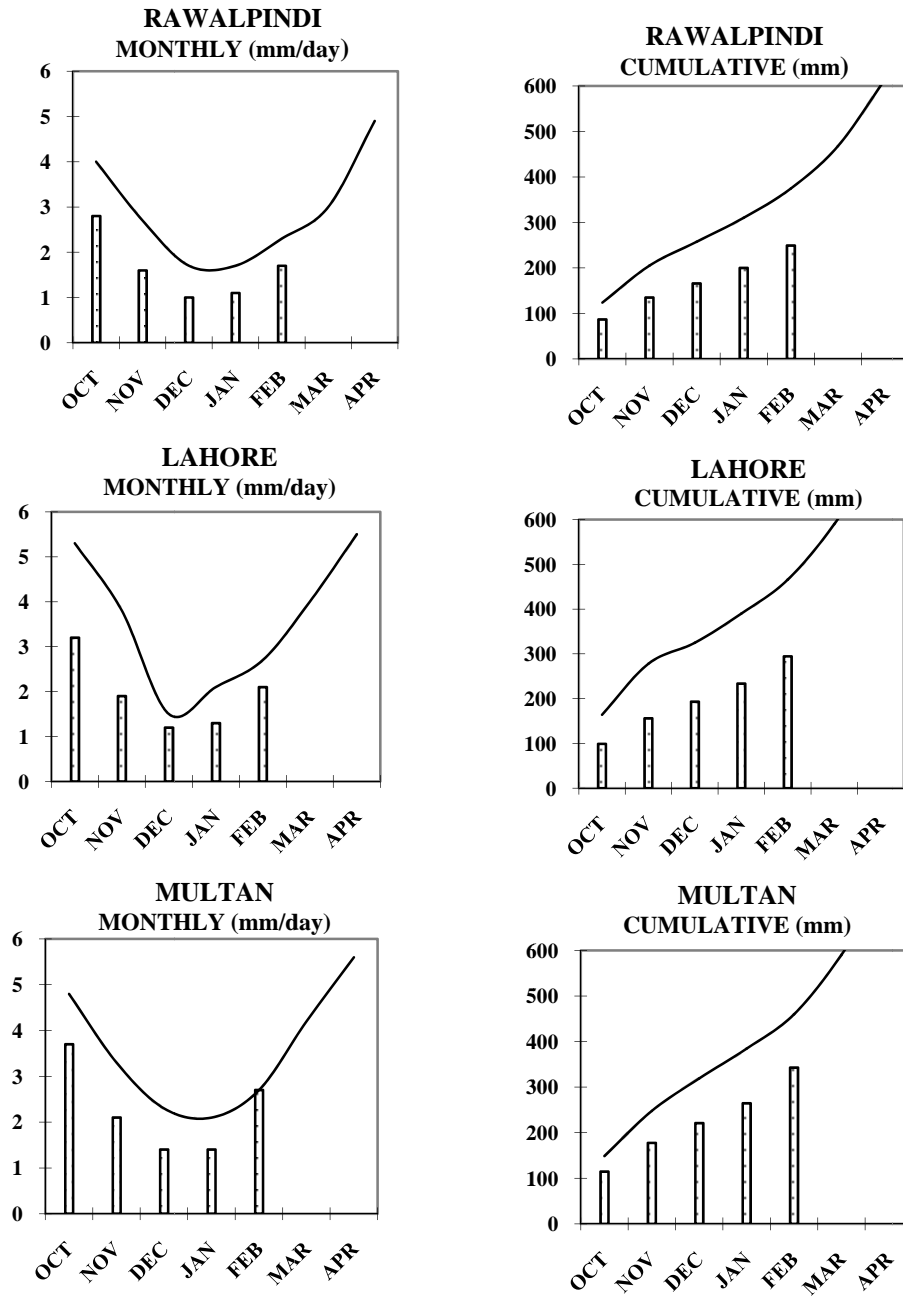 RAWALPINDI
MONTHLY (mm/day)
6
5
4
3
2
1
0
OCT NOV DEC JAN FEB MAR APR
RAWALPINDI
CUMULATIVE (mm)
600
500
400
300
200
100
0
OCT NOV DEC JAN FEB MAR APR
LAHORE
MONTHLY (mm/day)
6
5
4
3
2
1
0
OCT NOV DEC JAN FEB MAR APR
LAHORE
CUMULATIVE (mm)
600
500
400
300
200
100
0
OCT NOV DEC JAN FEB MAR APR
MULTAN
MONTHLY (mm/day)
6
5
4
3
2
1
0
OCT NOV DEC JAN FEB MAR APR
MULTAN
CUMULATIVE (mm)
600
500
400
300
200
100
0
OCT NOV DEC JAN FEB MAR APR